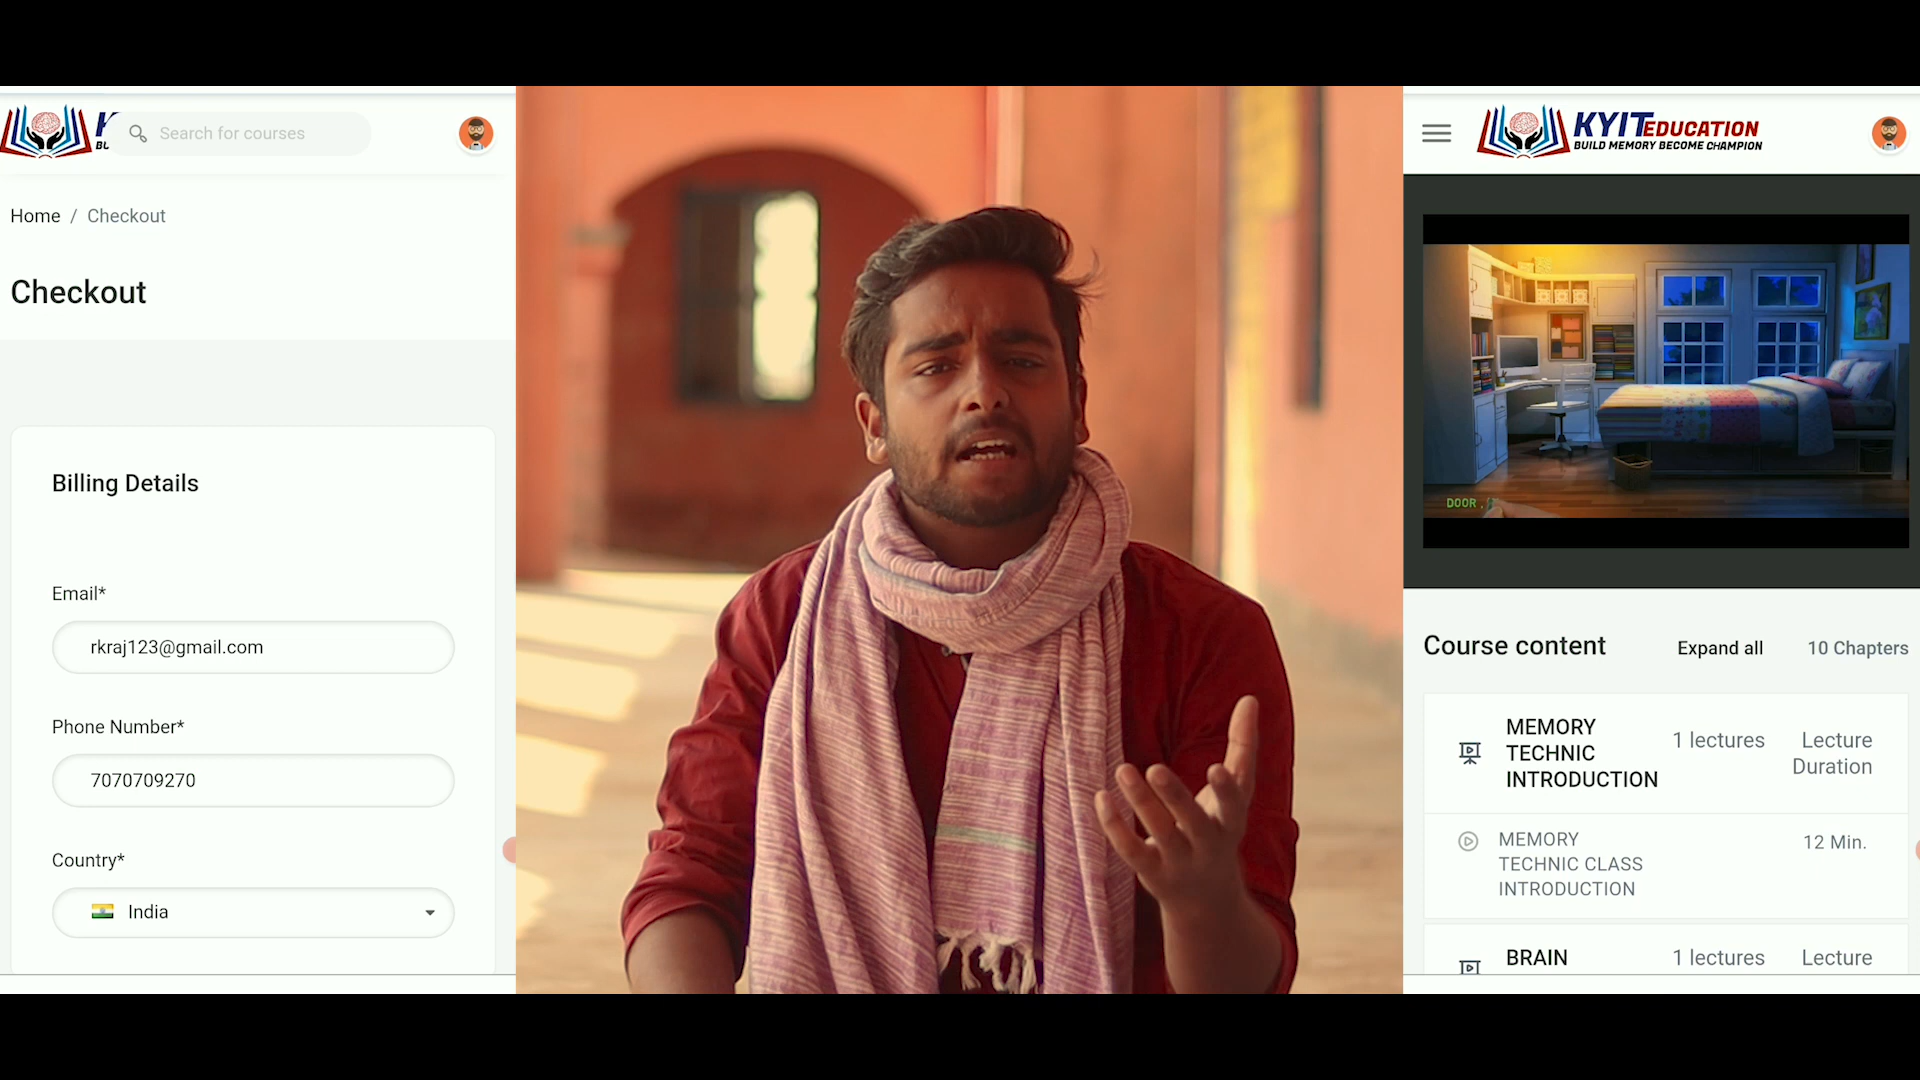 Search for courses
Home / Checkout
Checkout
Billing Details
Email*
rkraj123@gmail.com
Phone Number*
7070709270
Country*
India
KYIT EDUCATION
BUILD MEMORY BECOME CHAMPION
DOOR
Course content Expand all 10 Chapters
MEMORY TECHNIC INTRODUCTION 1 lectures Lecture Duration
MEMORY TECHNIC CLASS INTRODUCTION 12 Min.
BRAIN 1 lectures Lecture